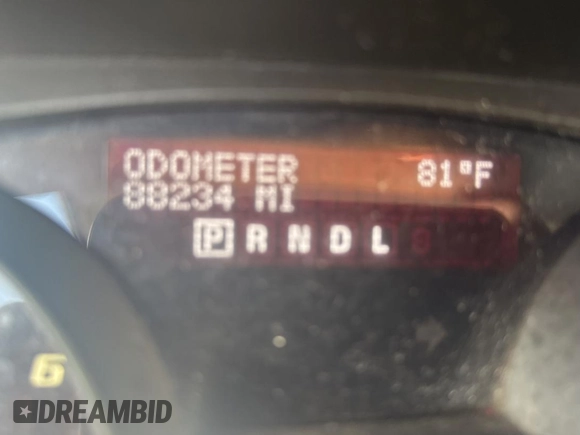 ODOMETER 81°F
88234 MI
P R N D L
6
DREAMBID